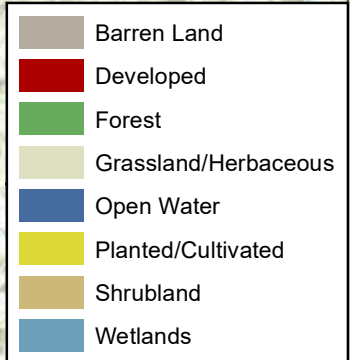 Barren Land
Developed
Forest
Grassland/Herbaceous
Open Water
Planted/Cultivated
Shrubland
Wetlands